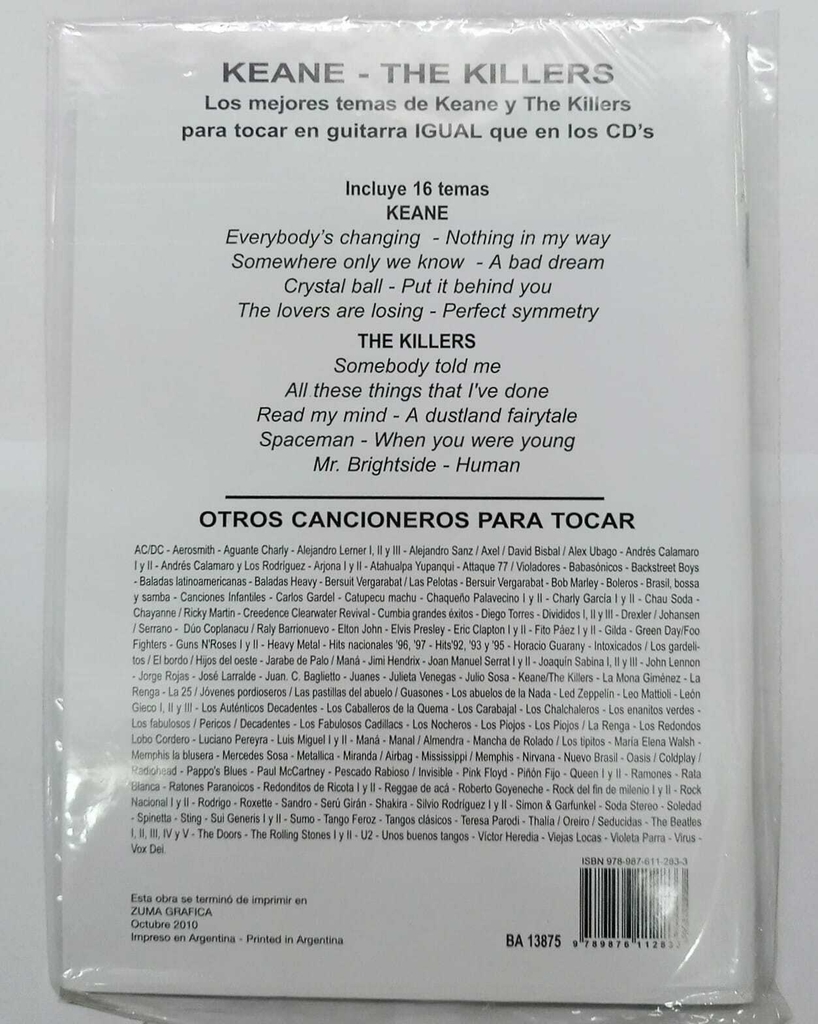 KEANE - THE KILLERS
Los mejores temas de Keane y The Killers
para tocar en guitarra IGUAL que en los CD's
Incluye 16 temas
KEANE
Everybody's changing - Nothing in my way
Somewhere only we know - A bad dream
Crystal ball - Put it behind you
The lovers are losing - Perfect symmetry
THE KILLERS
Somebody told me
All these things that I've done
Read my mind - A dustland fairytale
Spaceman - When you were young
Mr. Brightside - Human
OTROS CANCIONEROS PARA TOCAR
AC/DC - Aerosmith - Aguante Charly - Alejandro Lerner I, II y III - Alejandro Sanz / Axel / David Bisbal / Alex Ubago - Andrés Calamaro
I y II - Andrés Calamaro y Los Rodríguez - Arjona I y II - Atahualpa Yupanqui - Attaque 77 / Violadores - Babasónicos - Backstreet Boys
- Baladas latinoamericanas - Baladas Heavy - Bersuit Vergarabat / Las Pelotas - Bersuir Vergarabat - Bob Marley - Boleros - Brasil, bossa
y samba - Canciones Infantiles - Carlos Gardel - Catupecu machu - Chaqueño Palavecino I y II - Charly García I y II - Chau Soda -
Chayanne / Ricky Martin - Creedence Clearwater Revival - Cumbia grandes éxitos - Diego Torres - Divididos I, II y III - Drexler / Johansen
/ Serrano - Dúo Coplanacu / Raly Barrionuevo - Elton John - Elvis Presley - Eric Clapton I y II - Fito Páez I y II - Gilda - Green Day/Foo
Fighters - Guns N'Roses I y II - Heavy Metal - Hits nacionales '96, '97 - Hits'92, '93 y '95 - Horacio Guarany - Intoxicados / Los gardeli-
tos / El bordo / Hijos del oeste - Jarabe de Palo / Maná - Jimi Hendrix - Joan Manuel Serrat I y II - Joaquín Sabina I, II y III - John Lennon
- Jorge Rojas - José Larralde - Juan. C. Baglietto - Juanes - Julieta Venegas - Julio Sosa - Keane/The Killers - La Mona Giménez - La
Renga - La 25 / Jóvenes pordioseros / Las pastillas del abuelo / Guasones - Los abuelos de la Nada - Led Zeppelin - Leo Mattioli - León
Gieco I, II y III - Los Auténticos Decadentes - Los Caballeros de la Quema - Los Carabajal - Los Chalchaleros - Los enanitos verdes -
Los fabulosos / Pericos / Decadentes - Los Fabulosos Cadillacs - Los Nocheros - Los Piojos - Los Piojos / La Renga - Los Redondos
Lobo Cordero - Luciano Pereyra - Luis Miguel I y II - Maná - Manal / Almendra - Mancha de Rolado / Los tipitos - María Elena Walsh -
Memphis la blusera - Mercedes Sosa - Metallica - Miranda / Airbag - Mississippi / Memphis - Nirvana - Nuevo Brasil - Oasis / Coldplay /
Radiohead - Pappo's Blues - Paul McCartney - Pescado Rabioso / Invisible - Pink Floyd - Piñón Fijo - Queen I y II - Ramones - Rata
Blanca - Ratones Paranoicos - Redonditos de Ricota I y II - Reggae de acá - Roberto Goyeneche - Rock del fin de milenio I y II - Rock
Nacional I y II - Rodrigo - Roxette - Sandro - Serú Girán - Shakira - Silvio Rodríguez I y II - Simon & Garfunkel - Soda Stereo - Soledad
- Spinetta - Sting - Sui Generis I y II - Sumo - Tango Feroz - Tangos clásicos - Teresa Parodi - Thalía / Oreiro / Seducidas - The Beatles
I, II, III, IV y V - The Doors - The Rolling Stones I y II - U2 - Unos buenos tangos - Víctor Heredia - Viejas Locas - Violeta Parra - Virus -
Vox Dei.
ISBN 978-987-611-283-3
Esta obra se terminó de imprimir en
ZUMA GRAFICA
Octubre 2010
Impreso en Argentina - Printed in Argentina
BA 13875